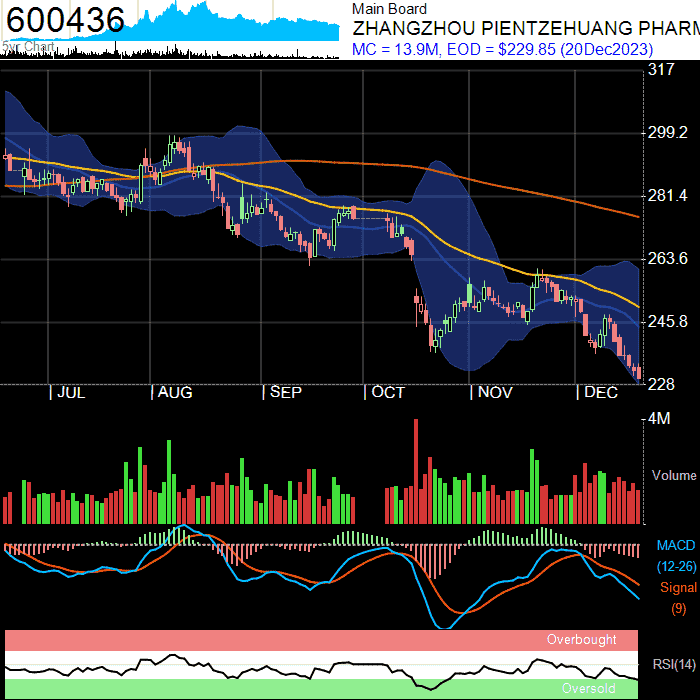 600436
5yr Chart
Main Board
ZHANGZHOU PIENTZEHUANG PHARM
MC = 13.9M, EOD = $229.85 (20Dec2023)
317
299.2
281.4
263.6
245.8
228
| JUL | AUG | SEP | OCT | NOV | DEC
4M
Volume
MACD
(12-26)
Signal
(9)
Overbought
RSI(14)
Oversold